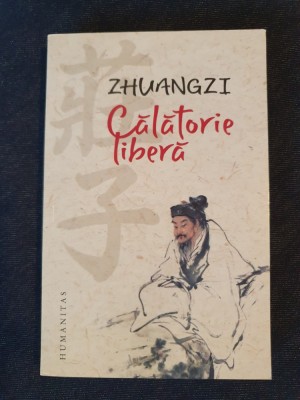 ZHUANGZI
Călătorie
liberă
莊子
HUMANITAS